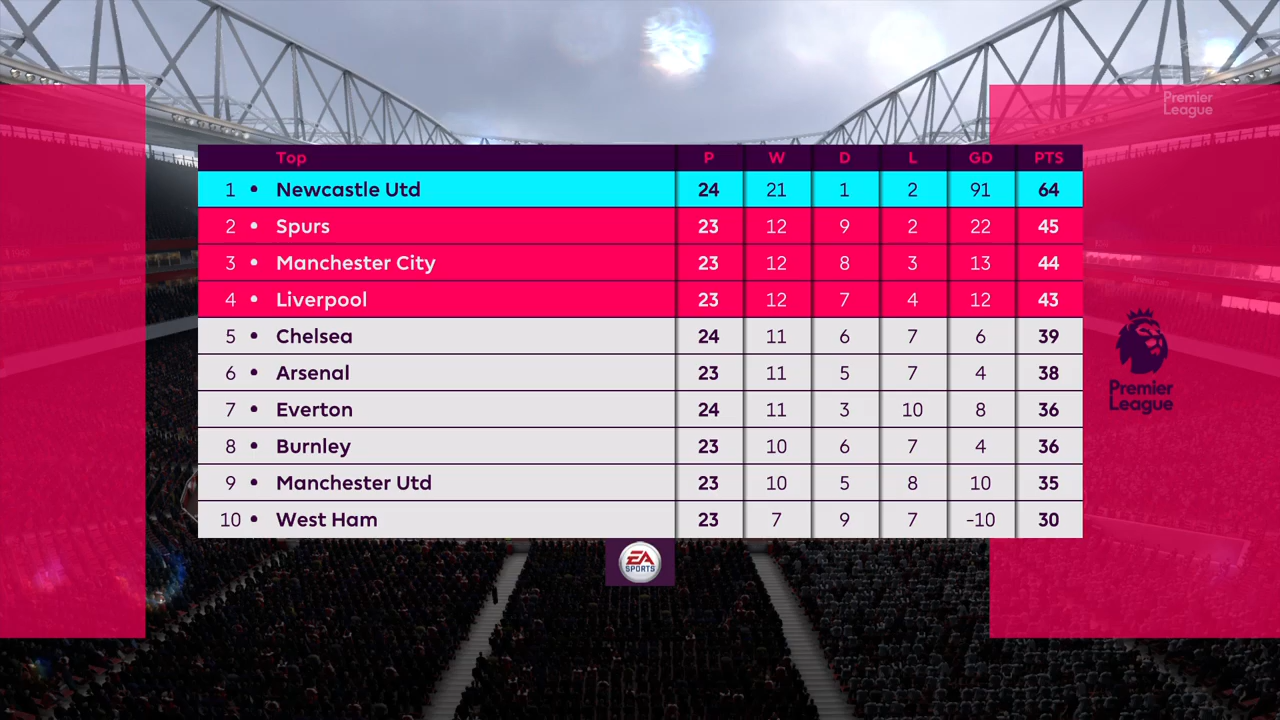 Premier
League
Top P W D L GD PTS
1 • Newcastle Utd 24 21 1 2 91 64
2 • Spurs 23 12 9 2 22 45
3 • Manchester City 23 12 8 3 13 44
4 • Liverpool 23 12 7 4 12 43
5 • Chelsea 24 11 6 7 6 39
6 • Arsenal 23 11 5 7 4 38
7 • Everton 24 11 3 10 8 36
8 • Burnley 23 10 6 7 4 36
9 • Manchester Utd 23 10 5 8 10 35
10 • West Ham 23 7 9 7 -10 30
Premier
League
EA
SPORTS